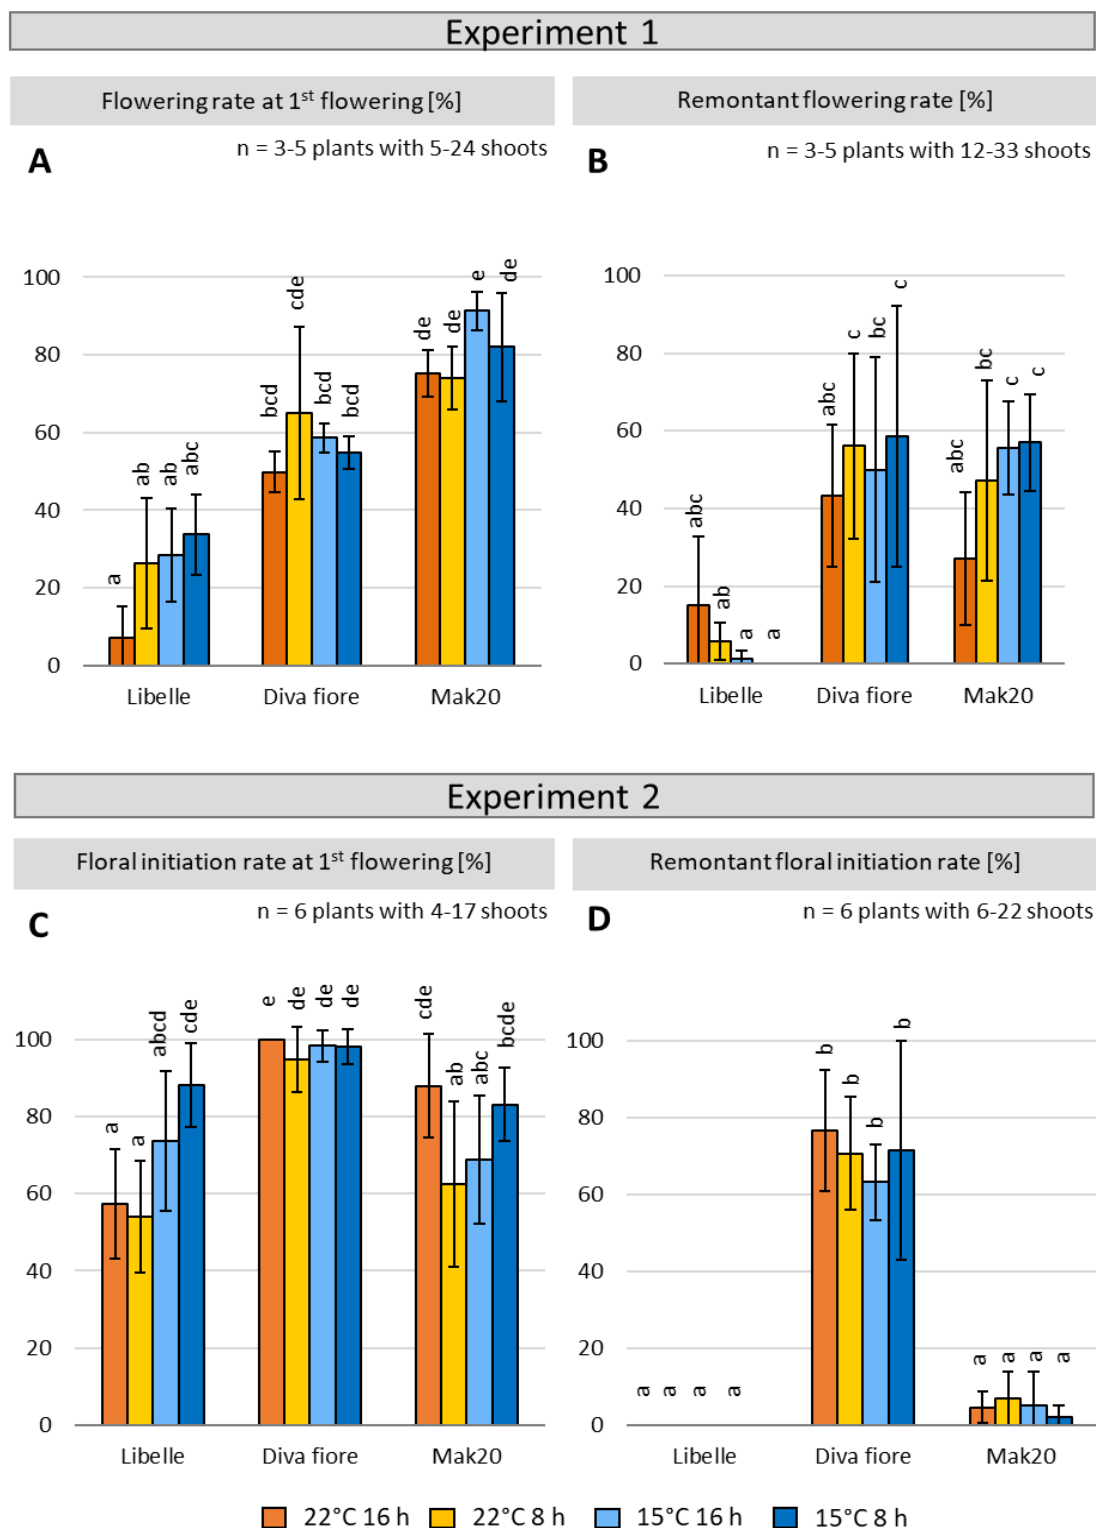 Experiment 1
Flowering rate at 1st flowering [%]
Remontant flowering rate [%]
A
n = 3-5 plants with 5-24 shoots
B
n = 3-5 plants with 12-33 shoots
100
80
60
40
20
0
a
ab
ab
abc
bcd
cde
bcd
bcd
de
de
e
de
Libelle
Diva fiore
Mak20
100
80
60
40
20
0
abc
ab
a
a
abc
c
bc
c
abc
bc
c
c
Libelle
Diva fiore
Mak20
Experiment 2
Floral initiation rate at 1st flowering [%]
Remontant floral initiation rate [%]
C
n = 6 plants with 4-17 shoots
D
n = 6 plants with 6-22 shoots
100
80
60
40
20
0
a
a
abcd
cde
e
de
de
de
cde
ab
abc
bcde
Libelle
Diva fiore
Mak20
100
80
60
40
20
0
a
a
a
a
b
b
b
b
a
a
a
a
Libelle
Diva fiore
Mak20
22°C 16 h
22°C 8 h
15°C 16 h
15°C 8 h